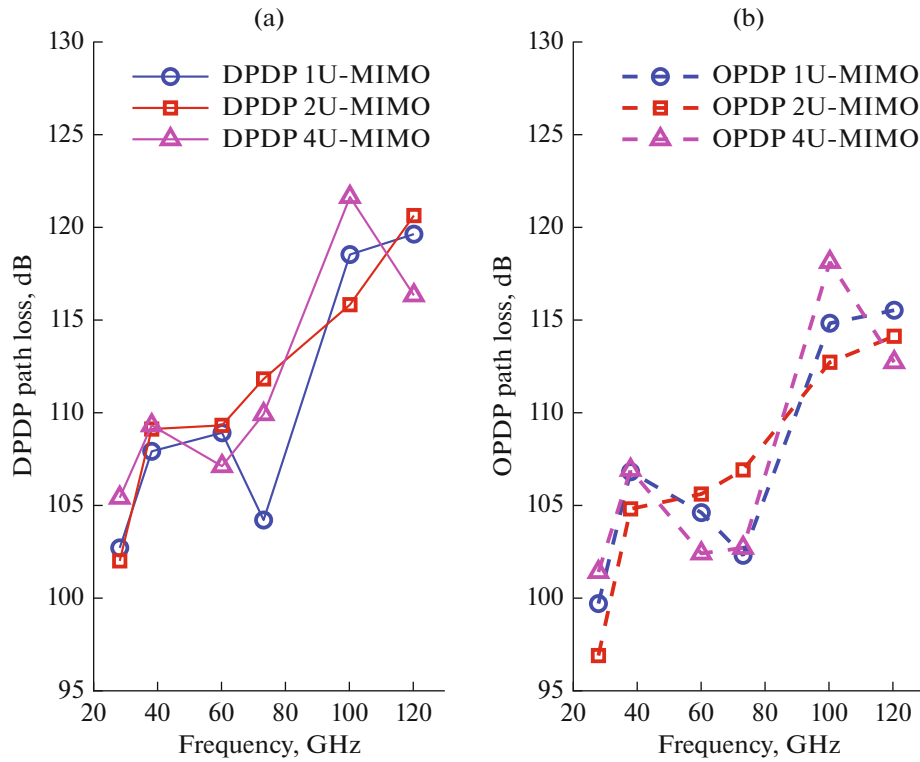 (a)
130
125
120
115
110
105
100
95
20 40 60 80 100 120
DPDP path loss, dB
Frequency, GHz
DPDP 1U-MIMO
DPDP 2U-MIMO
DPDP 4U-MIMO
(b)
130
125
120
115
110
105
100
95
20 40 60 80 100 120
OPDP path loss, dB
Frequency, GHz
OPDP 1U-MIMO
OPDP 2U-MIMO
OPDP 4U-MIMO